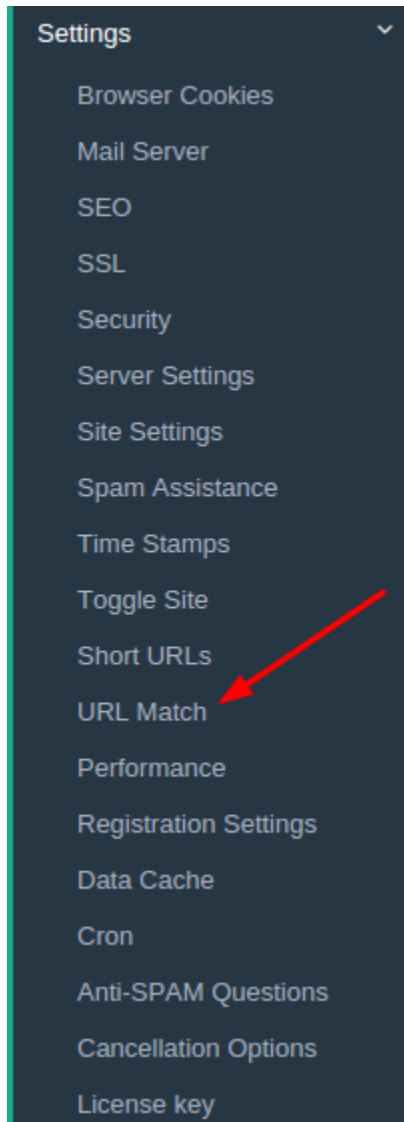 Settings
Browser Cookies
Mail Server
SEO
SSL
Security
Server Settings
Site Settings
Spam Assistance
Time Stamps
Toggle Site
Short URLs
URL Match
Performance
Registration Settings
Data Cache
Cron
Anti-SPAM Questions
Cancellation Options
License key